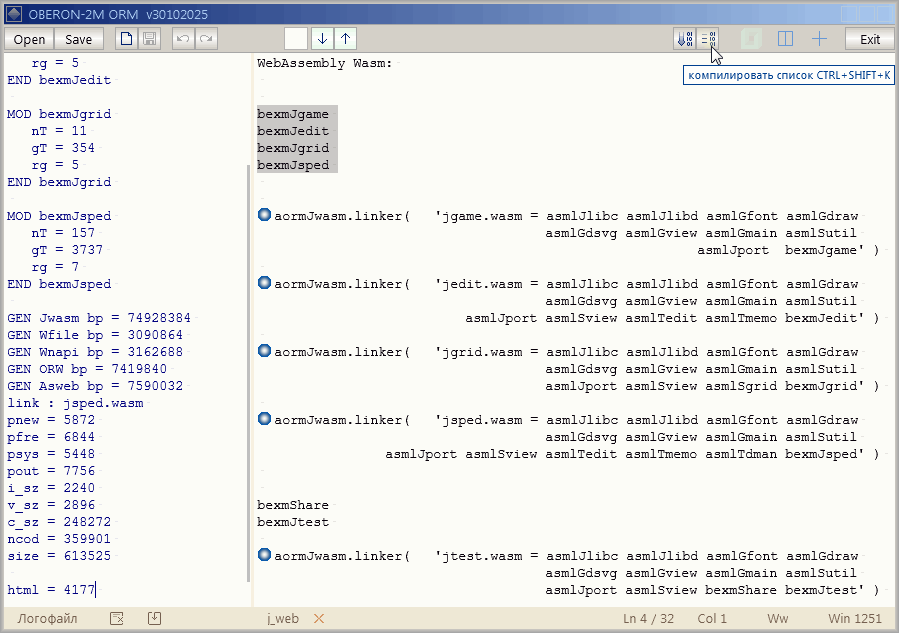 OBERON-2M ORM v30102025
Open Save Exit
компилировать список CTRL+SHIFT+K
rg = 5
END bexmJedit
MOD bexmJgrid
nT = 11
gT = 354
rg = 5
END bexmJgrid
MOD bexmJsped
nT = 157
gT = 3737
rg = 7
END bexmJsped
GEN Jwasm bp = 74928384
GEN Wfile bp = 3090864
GEN Wnapi bp = 3162688
GEN ORW bp = 7419840
GEN Asweb bp = 7590032
link : jsped.wasm
pnew = 5872
pfre = 6844
psys = 5448
pout = 7756
i_sz = 2240
v_sz = 2896
c_sz = 248272
ncod = 359901
size = 613525
html = 4177
WebAssembly Wasm:
bexmJgame
bexmJedit
bexmJgrid
bexmJsped
aormJwasm.linker( 'jgame.wasm = asmlJlibc asmlJlibd asmlGfont asmlGdraw
asmlGdsvg asmlGview asmlGmain asmlSutil
asmlJport bexmJgame' )
aormJwasm.linker( 'jedit.wasm = asmlJlibc asmlJlibd asmlGfont asmlGdraw
asmlGdsvg asmlGview asmlGmain asmlSutil
asmlJport asmlSview asmlTedit asmlTmemo bexmJedit' )
aormJwasm.linker( 'jgrid.wasm = asmlJlibc asmlJlibd asmlGfont asmlGdraw
asmlGdsvg asmlGview asmlGmain asmlSutil
asmlJport asmlSview asmlSgrid bexmJgrid' )
aormJwasm.linker( 'jsped.wasm = asmlJlibc asmlJlibd asmlGfont asmlGdraw
asmlGdsvg asmlGview asmlGmain asmlSutil
asmlJport asmlSview asmlTedit asmlTmemo asmlTdman bexmJsped' )
bexmShare
bexmJtest
aormJwasm.linker( 'jtest.wasm = asmlJlibc asmlJlibd asmlGfont asmlGdraw
asmlGdsvg asmlGview asmlGmain asmlSutil
asmlJport asmlSview bexmShare bexmJtest' )
Логофайл j_web Ln 4 / 32 Col 1 Ww Win 1251